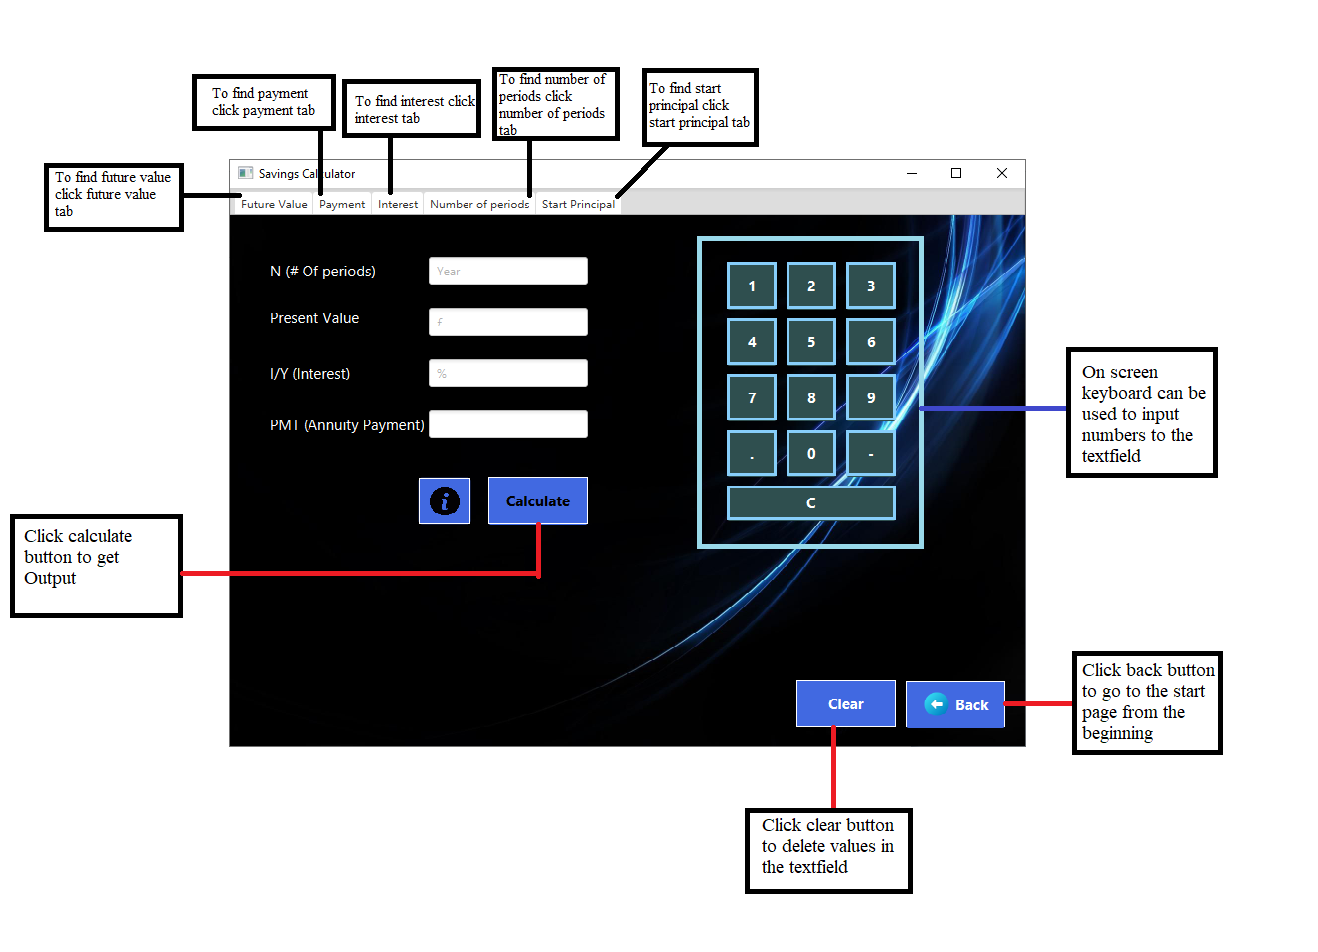 To find payment
click payment tab
To find interest click
interest tab
To find number of
periods click
number of periods
tab
To find start
principal click
start principal tab
To find future value
click future value
tab
Savings Calculator
Future Value
Payment
Interest
Number of periods
Start Principal
N (# Of periods)
Year
Present Value
£
I/Y (Interest)
%
PMT (Annuity Payment)
i
Calculate
1 2 3
4 5 6
7 8 9
. 0 -
C
On screen
keyboard can be
used to input
numbers to the
textfield
Click calculate
button to get
Output
Clear
Back
Click back button
to go to the start
page from the
beginning
Click clear button
to delete values in
the textfield